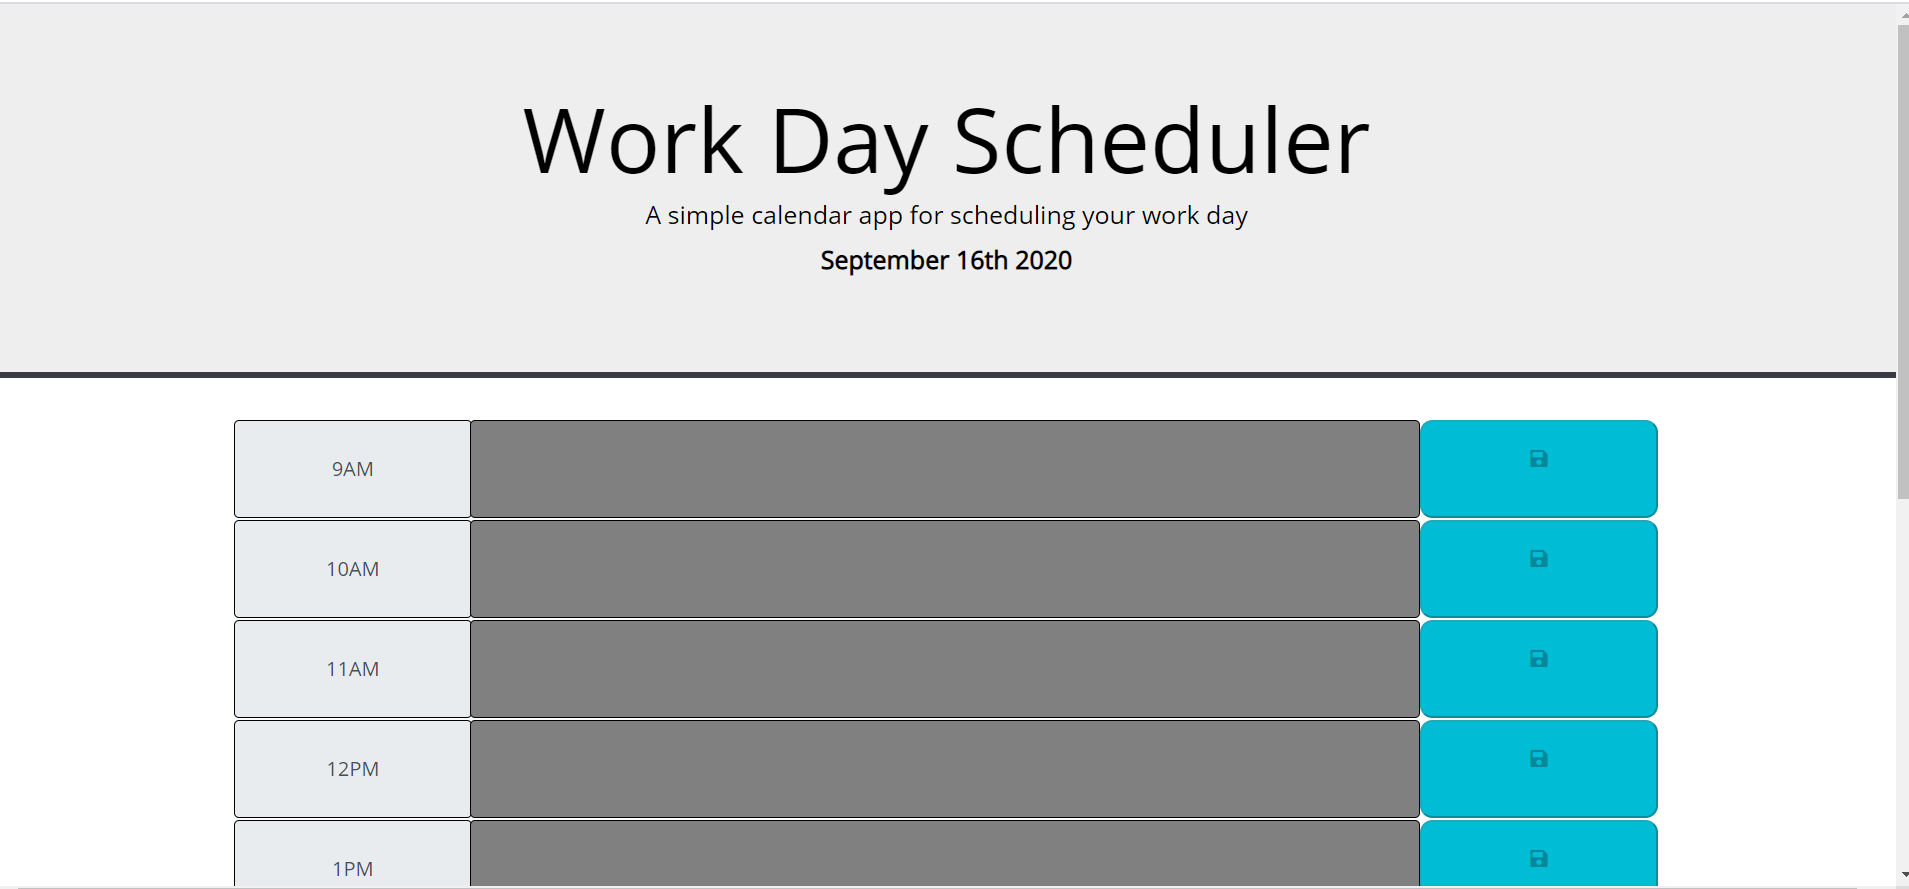 Work Day Scheduler
A simple calendar app for scheduling your work day
September 16th 2020
9AM
10AM
11AM
12PM
1PM